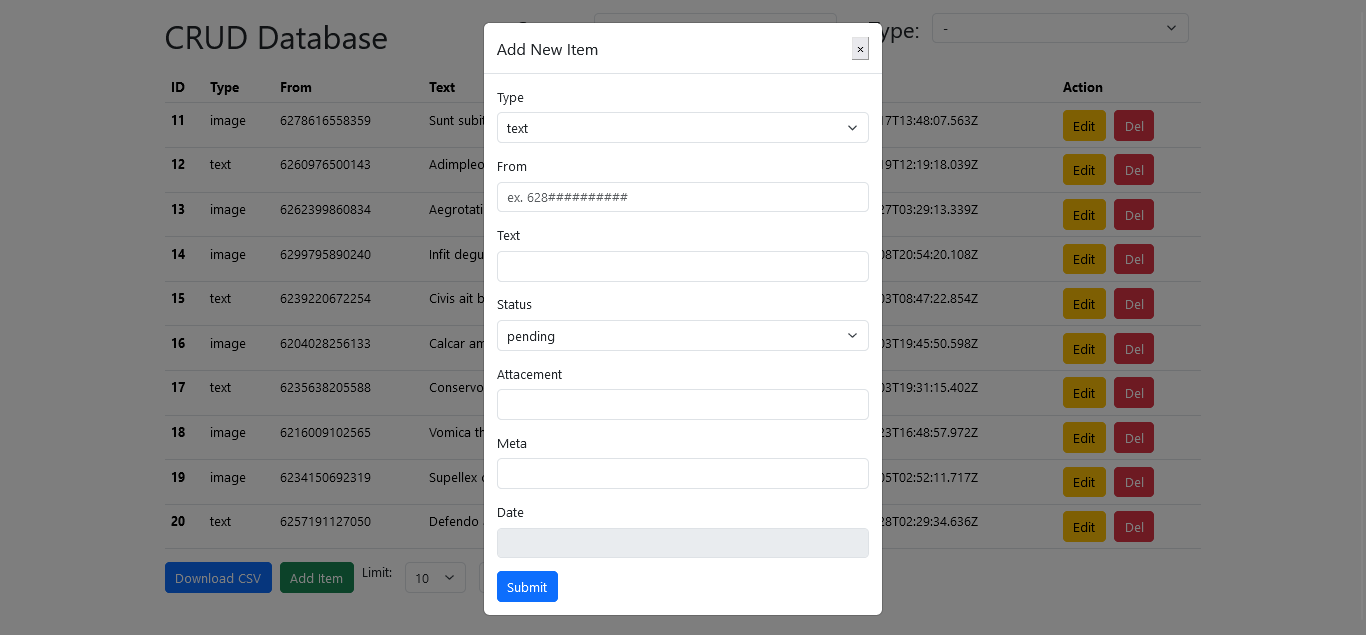 CRUD Database
Type: -
ID Type From Text Action
11 image 6278616558359 Sunt 17T13:48:07.563Z Edit Del
12 text 6260976500143 Adimpleo 19T12:19:18.039Z Edit Del
13 image 6262399860834 27T03:29:13.339Z Edit Del
14 image 6299795890240 Infit degu 08T20:54:20.108Z Edit Del
15 text 6239220672254 Civis ait 03T08:47:22.854Z Edit Del
16 image 6204028256133 Calcar am 03T19:45:50.598Z Edit Del
17 text 6235638205588 Conservo 03T19:31:15.402Z Edit Del
18 image 6216009102565 Vomica th 23T16:48:57.972Z Edit Del
19 image 6234150692319 Supellex 05T02:52:11.717Z Edit Del
20 text 6257191127050 Defendo 28T02:29:34.636Z Edit Del
Download CSV Add Item Limit: 10
Add New Item ×
Type
text
From
ex. 628##########
Text
Status
pending
Attacement
Meta
Date
Submit